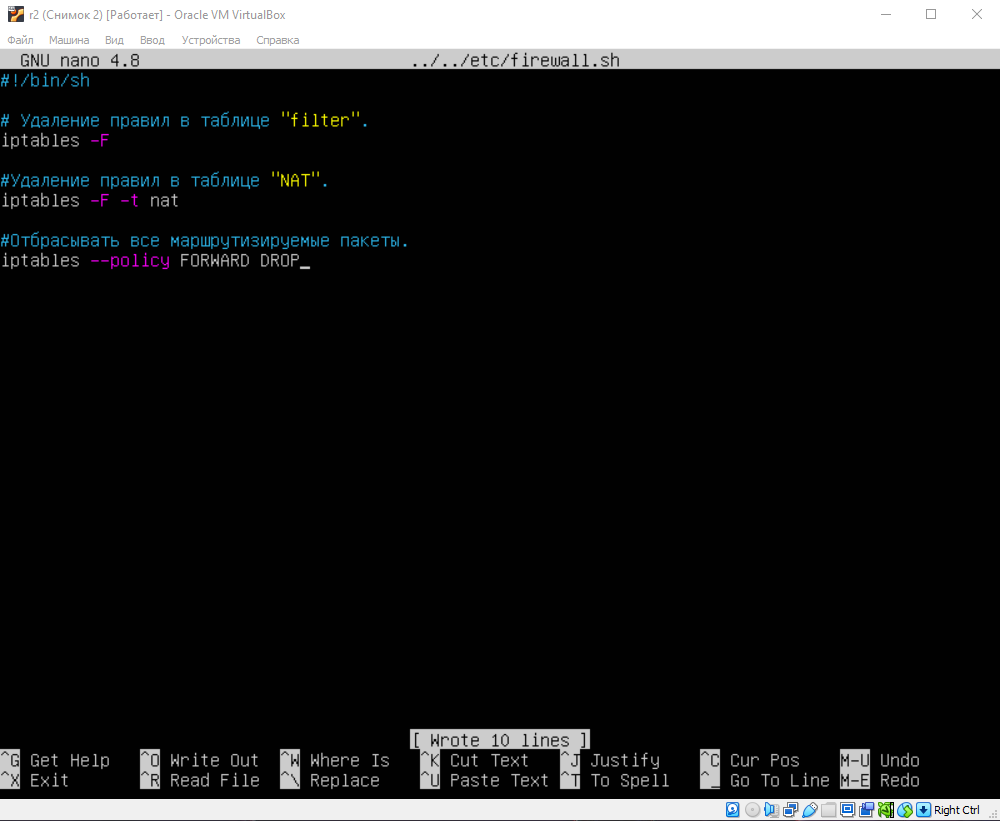 r2 (Снимок 2) [Работает] - Oracle VM VirtualBox
Файл Машина Вид Ввод Устройства Справка
GNU nano 4.8 ../../etc/firewall.sh
#!/bin/sh
# Удаление правил в таблице "filter".
iptables -F
#Удаление правил в таблице "NAT".
iptables -F -t nat
#Отбрасывать все маршрутизируемые пакеты.
iptables --policy FORWARD DROP_
[ Wrote 10 lines ]
^G Get Help ^O Write Out ^W Where Is ^K Cut Text ^J Justify ^C Cur Pos M-U Undo
^X Exit ^R Read File ^\ Replace ^U Paste Text ^T To Spell ^_ Go To Line M-E Redo
Right Ctrl